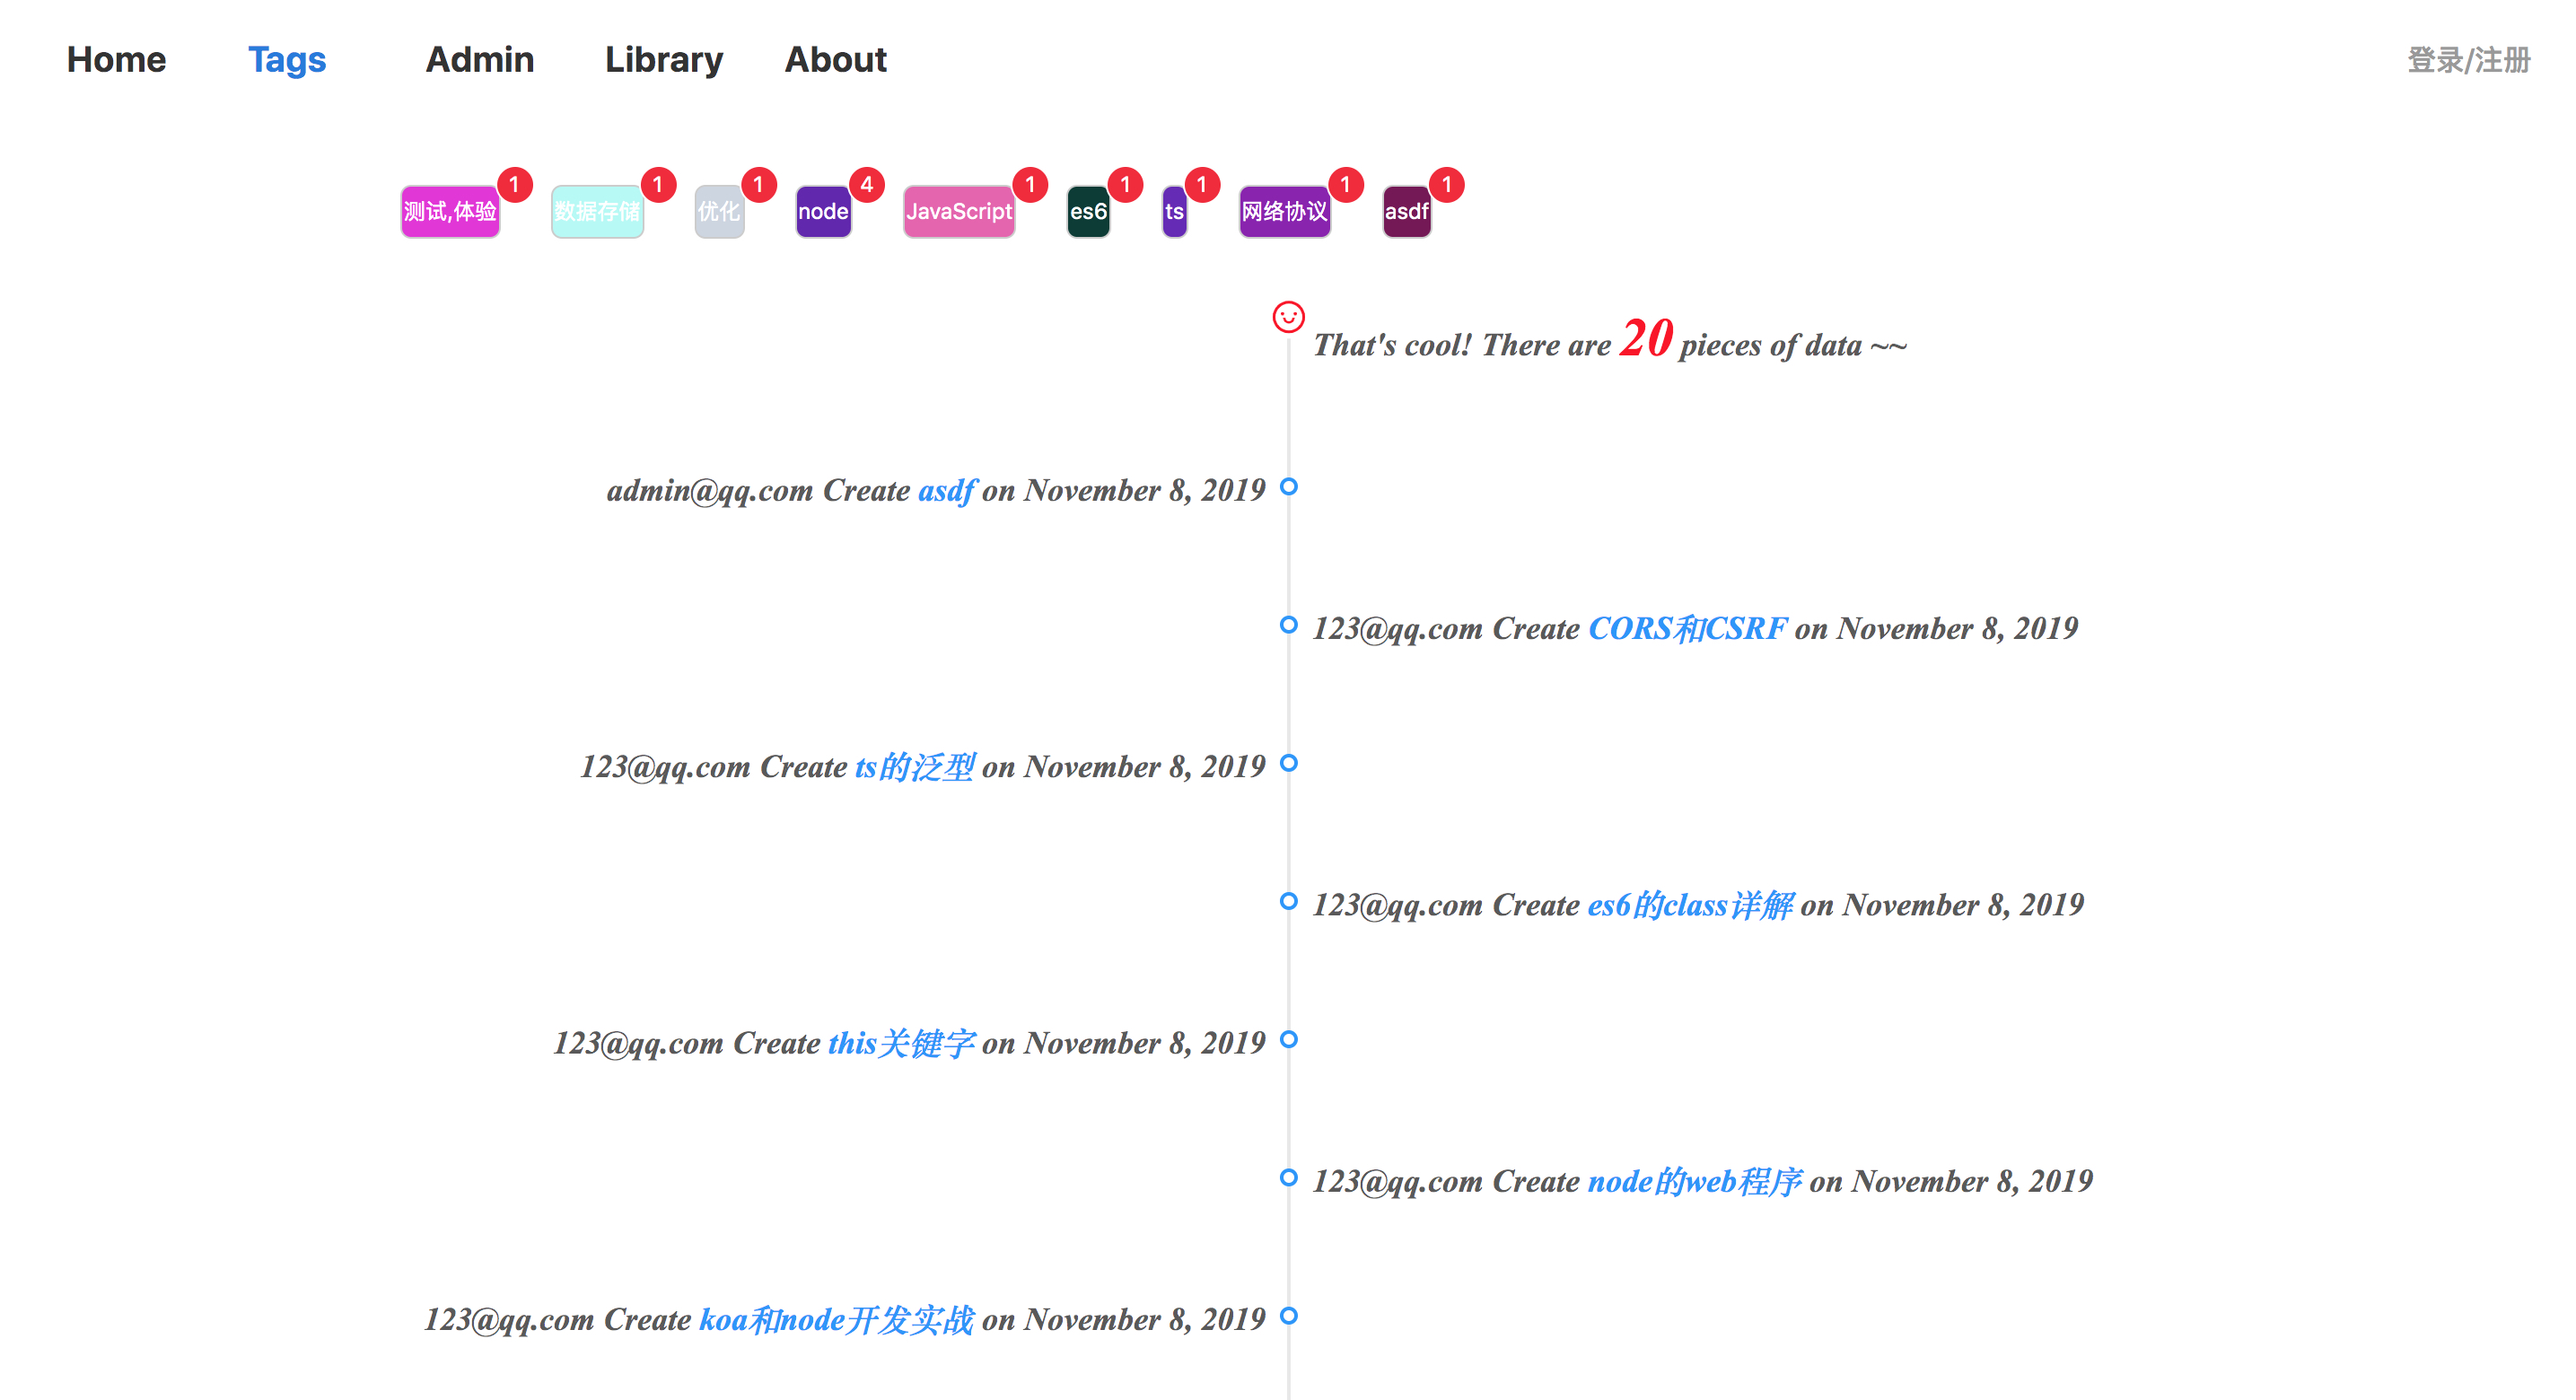 Home Tags Admin Library About 登录/注册
1 1 1 4 1 1 1 1 1
测试,体验 数据存储 优化 node JavaScript es6 ts 网络协议 asdf
That's cool! There are 20 pieces of data ~~
admin@qq.com Create asdf on November 8, 2019
123@qq.com Create CORS和CSRF on November 8, 2019
123@qq.com Create ts的泛型 on November 8, 2019
123@qq.com Create es6的class详解 on November 8, 2019
123@qq.com Create this关键字 on November 8, 2019
123@qq.com Create node的web程序 on November 8, 2019
123@qq.com Create koa和node开发实战 on November 8, 2019